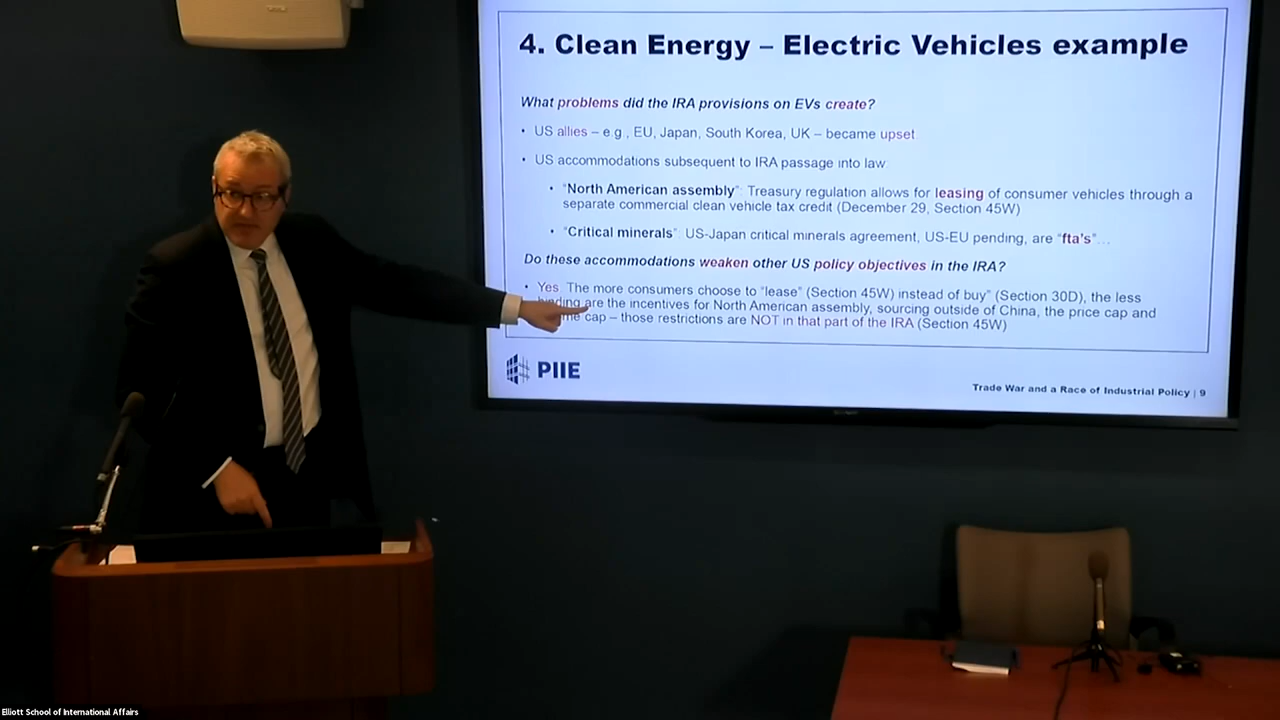 4. Clean Energy – Electric Vehicles example
What problems did the IRA provisions on EVs create?
• US allies – e.g., EU, Japan, South Korea, UK – became upset
• US accommodations subsequent to IRA passage into law:
• "North American assembly": Treasury regulation allows for leasing of consumer vehicles through a
separate commercial clean vehicle tax credit (December 29, Section 45W)
• "Critical minerals": US-Japan critical minerals agreement, US-EU pending, are "fta's"…
Do these accommodations weaken other US policy objectives in the IRA?
• Yes. The more consumers choose to "lease" (Section 45W) instead of buy" (Section 30D), the less
are the incentives for North American assembly, sourcing outside of China, the price cap and
cap – those restrictions are NOT in that part of the IRA (Section 45W)
PIIE
Trade War and a Race of Industrial Policy | 9
Elliott School of International Affairs